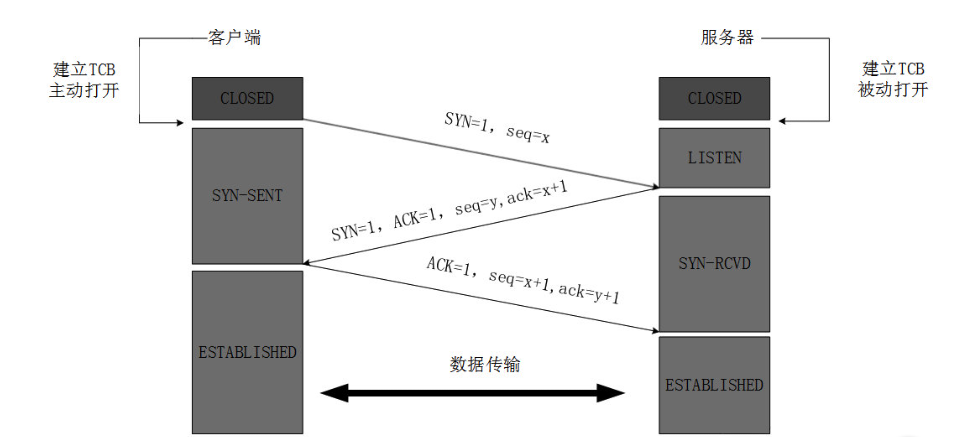 客户端
服务器
建立TCB
主动打开
建立TCB
被动打开
CLOSED
CLOSED
SYN=1, seq=x
LISTEN
SYN-SENT
SYN=1, ACK=1, seq=y,ack=x+1
SYN-RCVD
ACK=1, seq=x+1,ack=y+1
ESTABLISHED
数据传输
ESTABLISHED